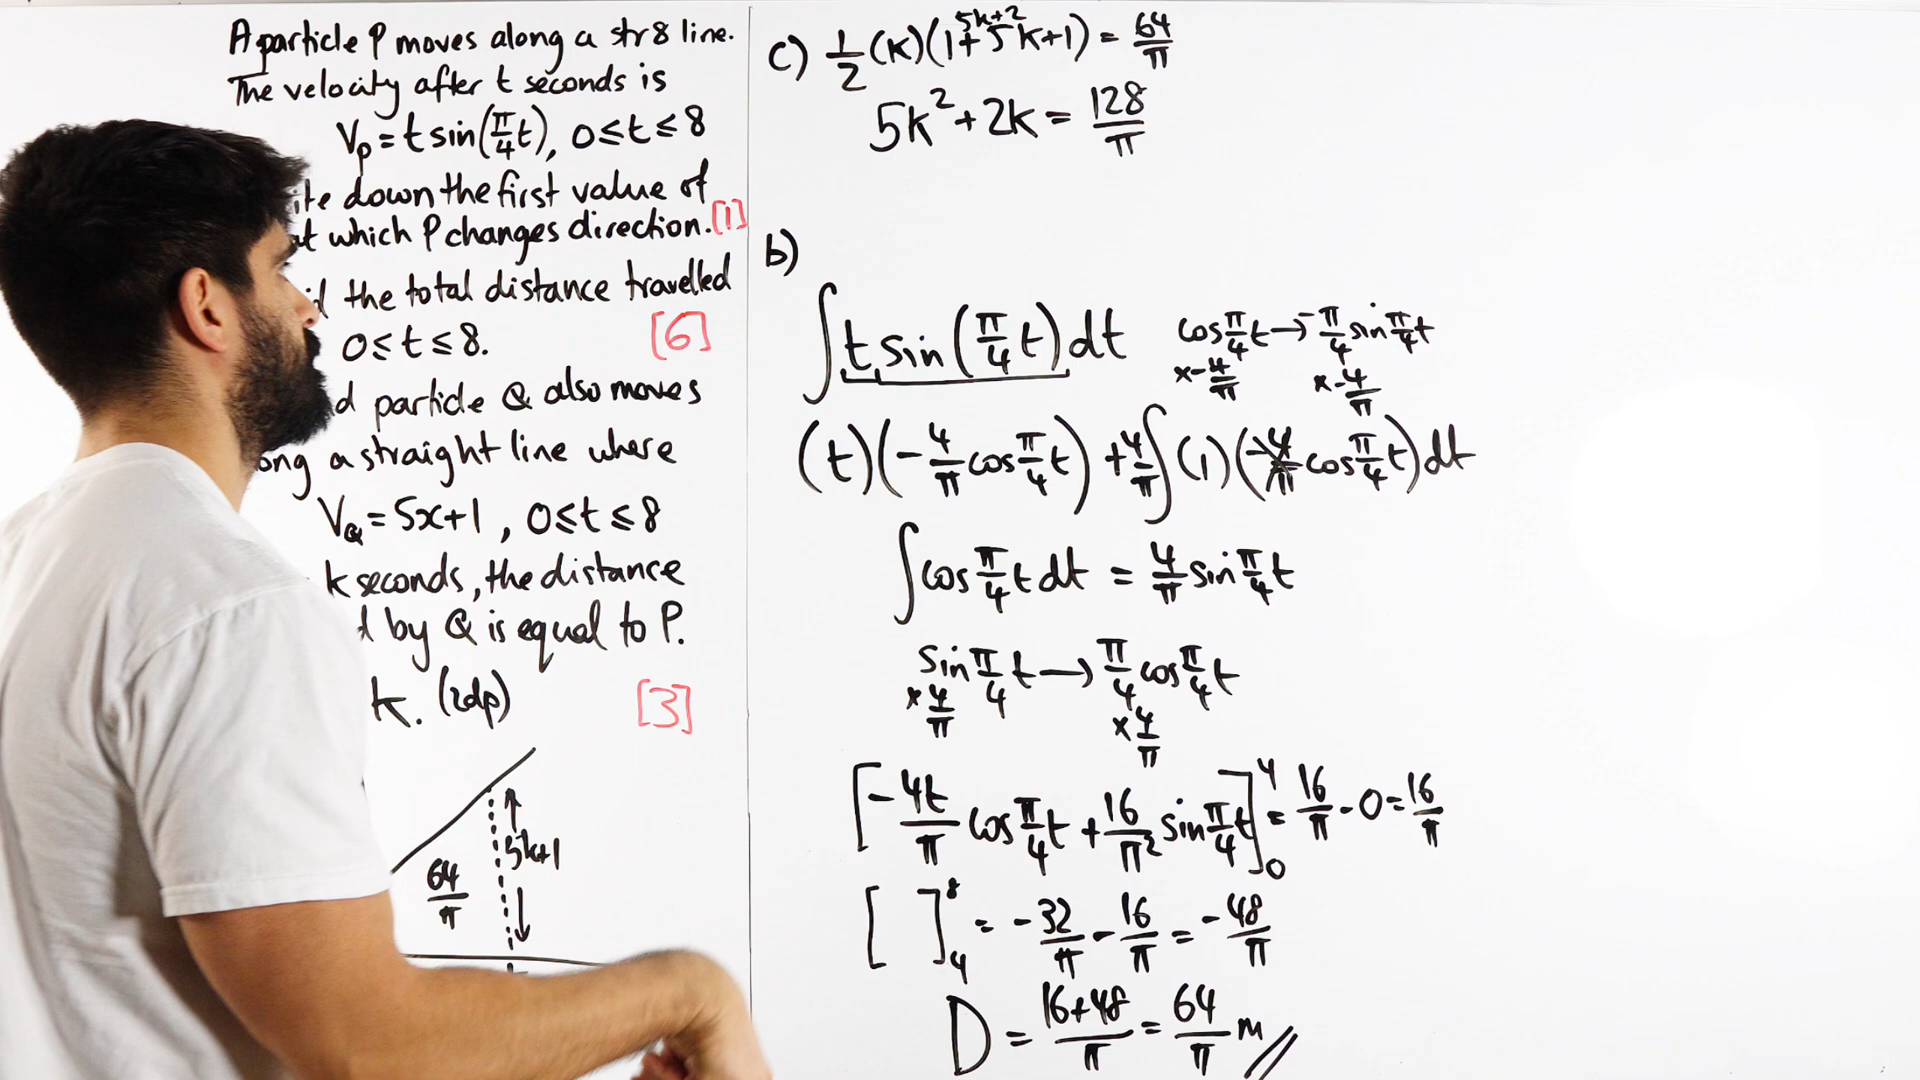 A particle P moves along a str8 line.
The velocity after t seconds is
Vp = t sin(π/4 t), 0≤t≤8
down the first value of
at which P changes direction. [1]
the total distance travelled
0≤t≤8. [6]
particle Q also moves
a straight line where
VQ = 5x+1, 0≤t≤8
k seconds, the distance
by Q is equal to P.
k. (2dp) [3]
64/π
5k+1
c) 1/2 (k)(1+5k+1) = 64/π
5k+2
5k² + 2k = 128/π
b)
∫ t sin(π/4 t) dt
cos π/4 t → -π/4 sin π/4 t
×-4/π ×-4/π
(t)(-4/π cos π/4 t) + 4/π ∫(1)(-4/π cos π/4 t) dt
∫cos π/4 t dt = 4/π sin π/4 t
sin π/4 t → π/4 cos π/4 t
×4/π ×4/π
[-4t/π cos π/4 t + 16/π² sin π/4 t]⁴₀ = 16/π - 0 = 16/π
[ ]⁸₄ = -32/π - 16/π = -48/π
D = 16+48/π = 64/π m